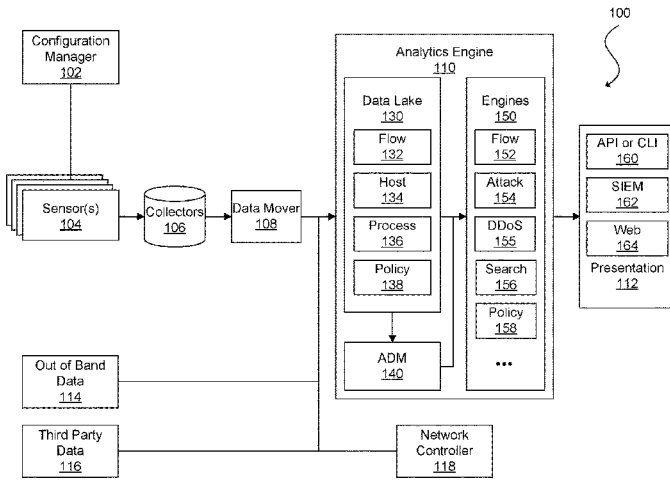 100
Configuration
Manager
102
Sensor(s)
104
Collectors
106
Data Mover
108
Analytics Engine
110
Data Lake
130
Flow
132
Host
134
Process
136
Policy
138
ADM
140
Engines
150
Flow
152
Attack
154
DDoS
155
Search
156
Policy
158
•••
API or CLI
160
SIEM
162
Web
164
Presentation
112
Out of Band
Data
114
Third Party
Data
116
Network
Controller
118